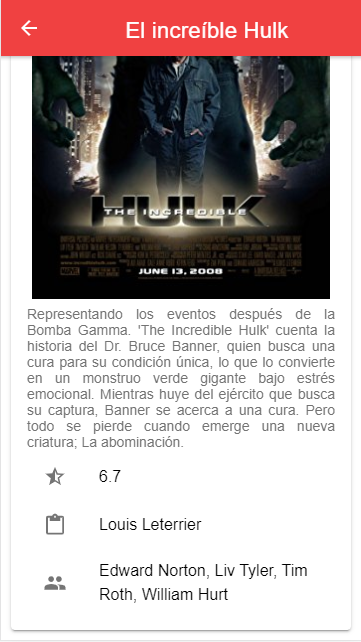 El increíble Hulk
HULK
THE INCREDIBLE
JUNE 13, 2008
Representando los eventos después de la
Bomba Gamma. 'The Incredible Hulk' cuenta la
historia del Dr. Bruce Banner, quien busca una
cura para su condición única, lo que lo convierte
en un monstruo verde gigante bajo estrés
emocional. Mientras huye del ejército que busca
su captura, Banner se acerca a una cura. Pero
todo se pierde cuando emerge una nueva
criatura; La abominación.
6.7
Louis Leterrier
Edward Norton, Liv Tyler, Tim
Roth, William Hurt